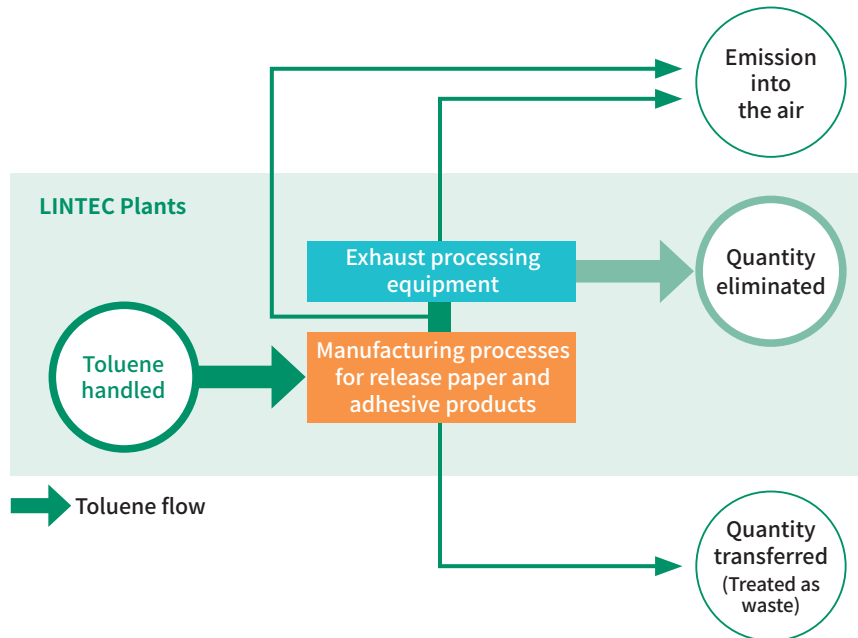 Emission
into
the air
LINTEC Plants
Exhaust processing
equipment
Quantity
eliminated
Toluene
handled
Manufacturing processes
for release paper and
adhesive products
Toluene flow
Quantity
transferred
(Treated as
waste)